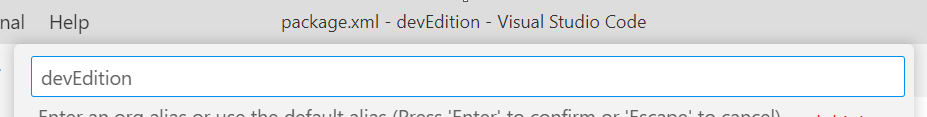 nal Help package.xml - devEdition - Visual Studio Code
devEdition
Enter an org alias or use the default alias (Press 'Enter' to confirm or 'Escape' to cancel)